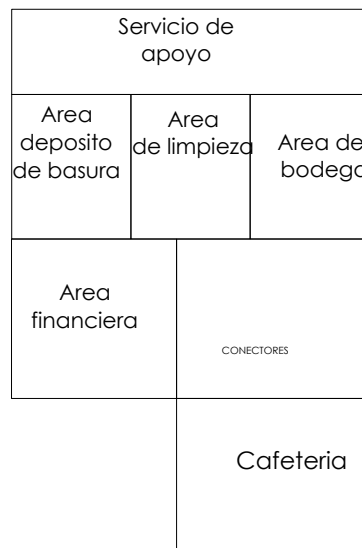 Servicio de
apoyo
Area
deposito
de basura
Area
de limpieza
Area de
bodega
Area
financiera
CONECTORES
Cafeteria